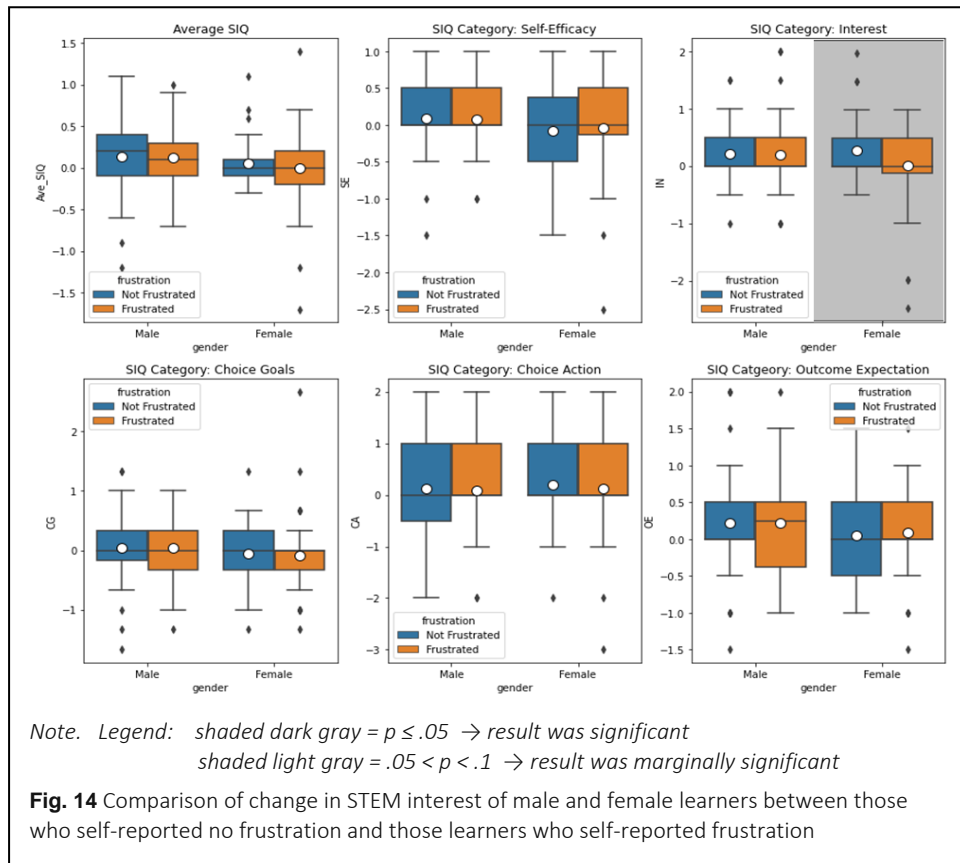 Average SIQ
1.5
1.0
0.5
0.0
−0.5
−1.0
−1.5
Ave_SIQ
frustration
Not Frustrated
Frustrated
Male Female
gender
SIQ Category: Self-Efficacy
1.0
0.5
0.0
−0.5
−1.0
−1.5
−2.0
−2.5
SE
frustration
Not Frustrated
Frustrated
Male Female
gender
SIQ Category: Interest
2
1
0
−1
−2
IN
frustration
Not Frustrated
Frustrated
Male Female
gender
SIQ Category: Choice Goals
2
1
0
−1
CG
frustration
Not Frustrated
Frustrated
Male Female
gender
SIQ Category: Choice Action
2
1
0
−1
−2
−3
CA
frustration
Not Frustrated
Frustrated
Male Female
gender
SIQ Catgeory: Outcome Expectation
2.0
1.5
1.0
0.5
0.0
−0.5
−1.0
−1.5
OE
frustration
Not Frustrated
Frustrated
Male Female
gender
Note. Legend: shaded dark gray = p ≤ .05 → result was significant
shaded light gray = .05 < p < .1 → result was marginally significant
Fig. 14 Comparison of change in STEM interest of male and female learners between those
who self-reported no frustration and those learners who self-reported frustration